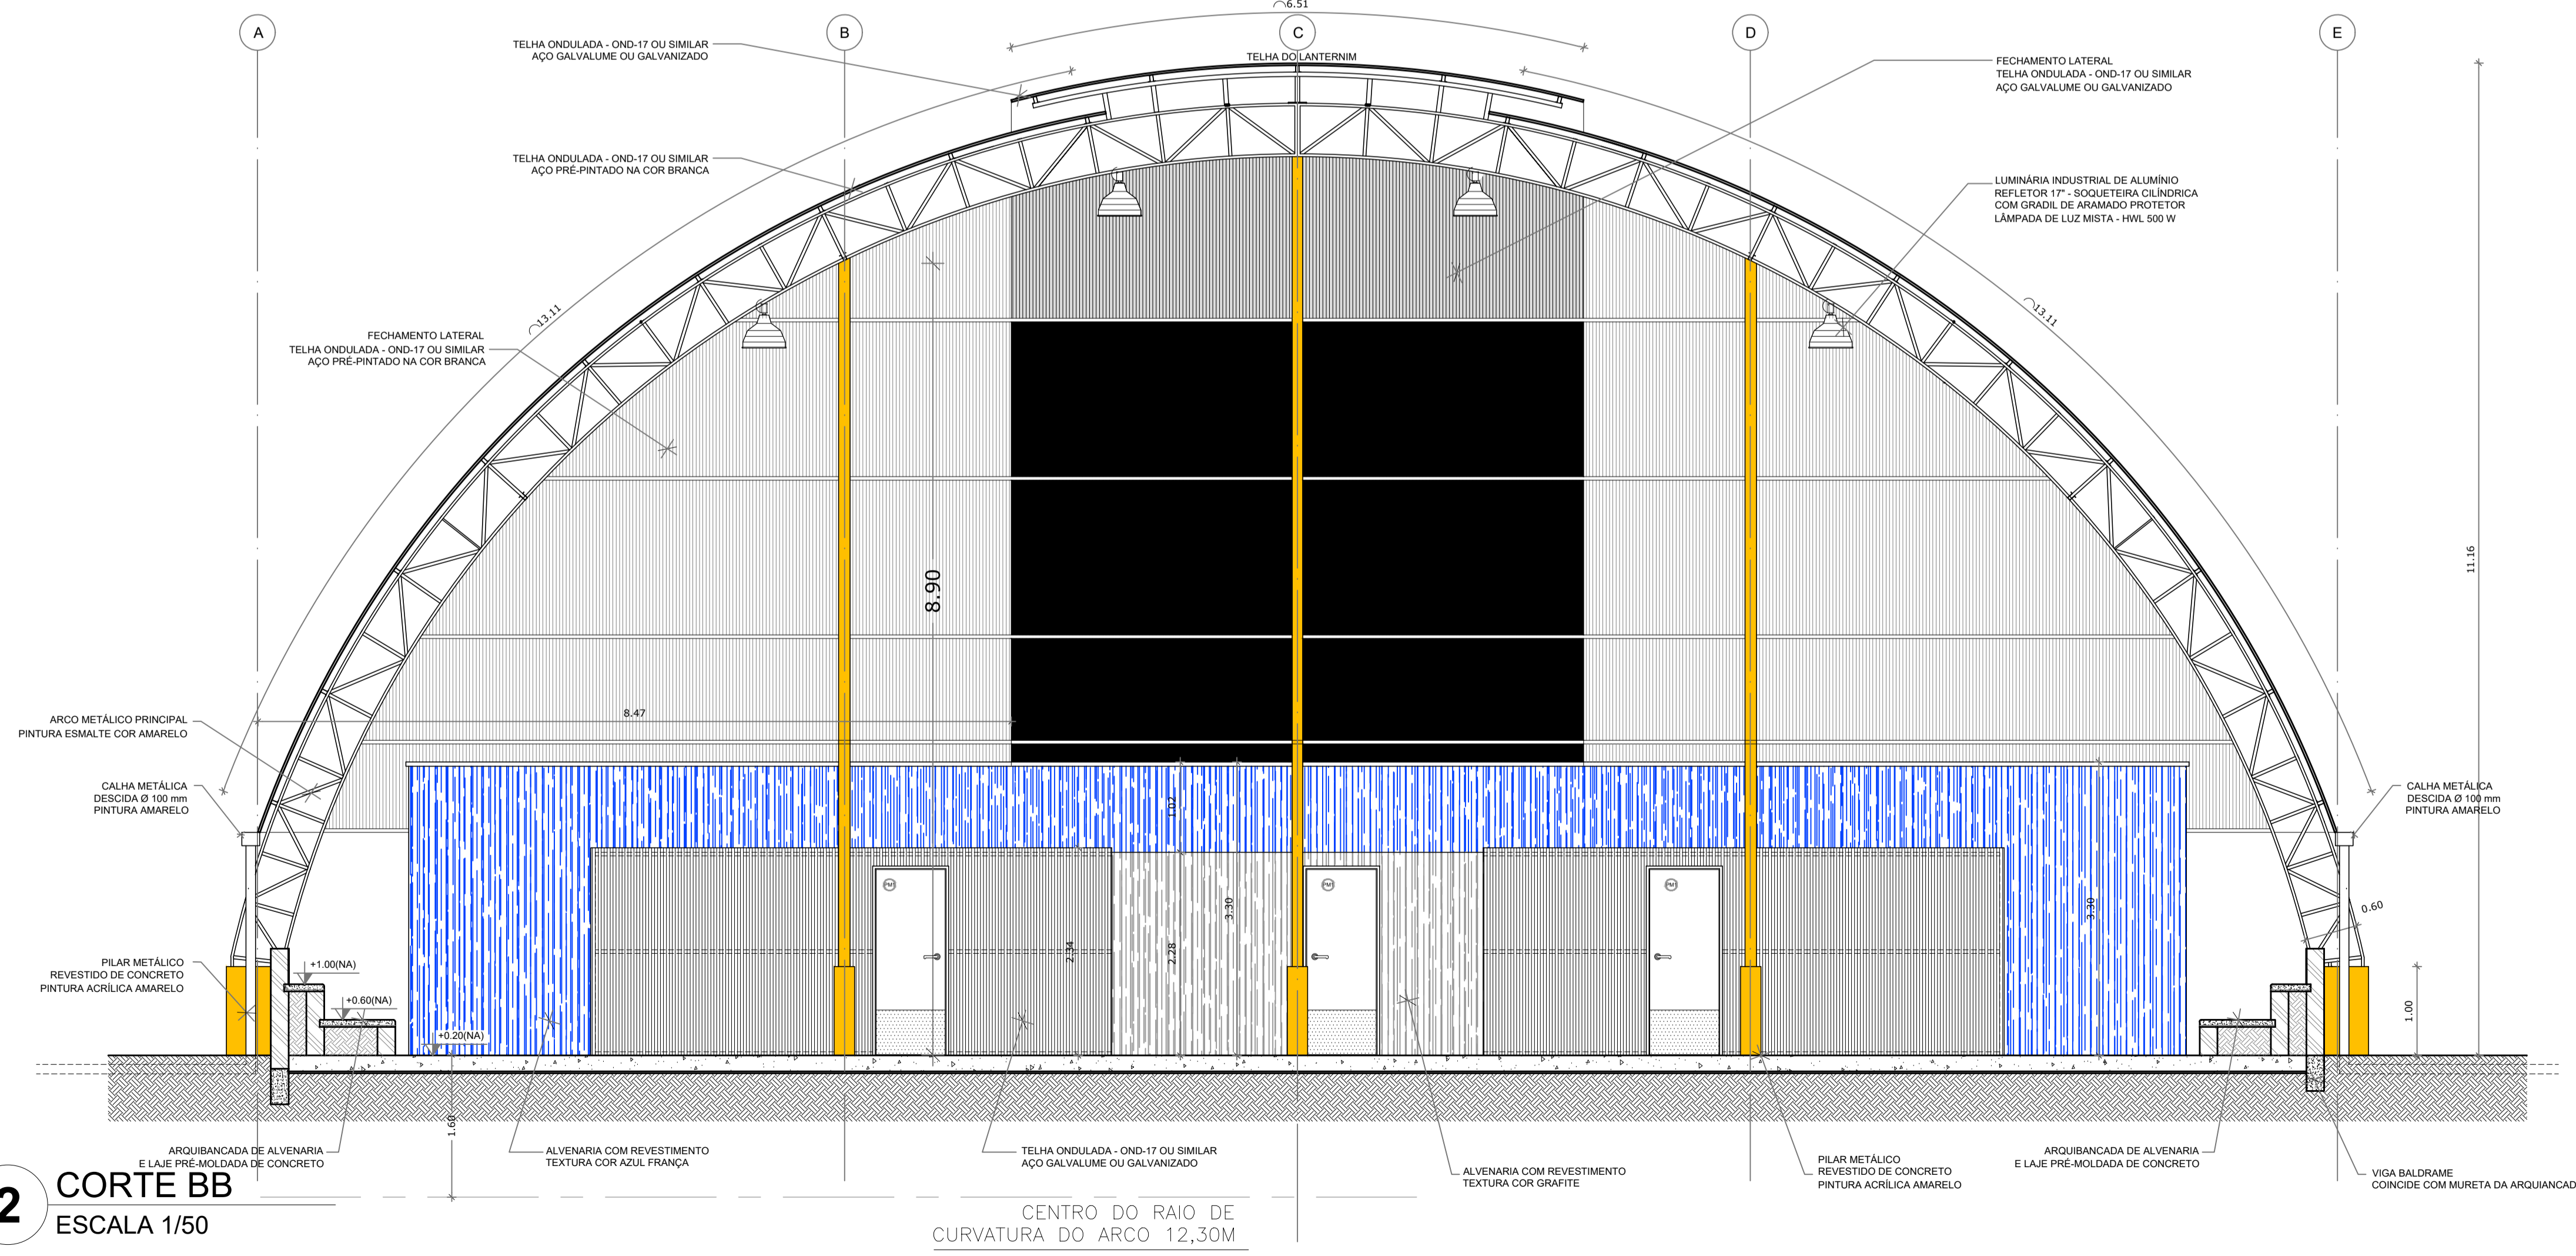 A
B
C
D
E
6.51
TELHA ONDULADA - OND-17 OU SIMILAR
AÇO GALVALUME OU GALVANIZADO
TELHA DO LANTERNIM
FECHAMENTO LATERAL
TELHA ONDULADA - OND-17 OU SIMILAR
AÇO GALVALUME OU GALVANIZADO
TELHA ONDULADA - OND-17 OU SIMILAR
AÇO PRÉ-PINTADO NA COR BRANCA
LUMINÁRIA INDUSTRIAL DE ALUMÍNIO
REFLETOR 17" - SOQUETEIRA CILÍNDRICA
COM GRADIL DE ARAMADO PROTETOR
LÂMPADA DE LUZ MISTA - HWL 500 W
13.11
13.11
FECHAMENTO LATERAL
TELHA ONDULADA - OND-17 OU SIMILAR
AÇO PRÉ-PINTADO NA COR BRANCA
8.90
11.16
8.47
ARCO METÁLICO PRINCIPAL
PINTURA ESMALTE COR AMARELO
CALHA METÁLICA
DESCIDA Ø 100 mm
PINTURA AMARELO
CALHA METÁLICA
DESCIDA Ø 100 mm
PINTURA AMARELO
1.02
PM1
PM1
PM1
3.30
3.30
0.60
2.34
2.28
PILAR METÁLICO
REVESTIDO DE CONCRETO
PINTURA ACRÍLICA AMARELO
+1.00(NA)
+0.60(NA)
+0.20(NA)
1.00
1.60
ARQUIBANCADA DE ALVENARIA
E LAJE PRÉ-MOLDADA DE CONCRETO
ALVENARIA COM REVESTIMENTO
TEXTURA COR AZUL FRANÇA
TELHA ONDULADA - OND-17 OU SIMILAR
AÇO GALVALUME OU GALVANIZADO
ALVENARIA COM REVESTIMENTO
TEXTURA COR GRAFITE
PILAR METÁLICO
REVESTIDO DE CONCRETO
PINTURA ACRÍLICA AMARELO
ARQUIBANCADA DE ALVENARIA
E LAJE PRÉ-MOLDADA DE CONCRETO
VIGA BALDRAME
COINCIDE COM MURETA DA ARQUIANCAD
2
CORTE BB
ESCALA 1/50
CENTRO DO RAIO DE
CURVATURA DO ARCO 12,30M